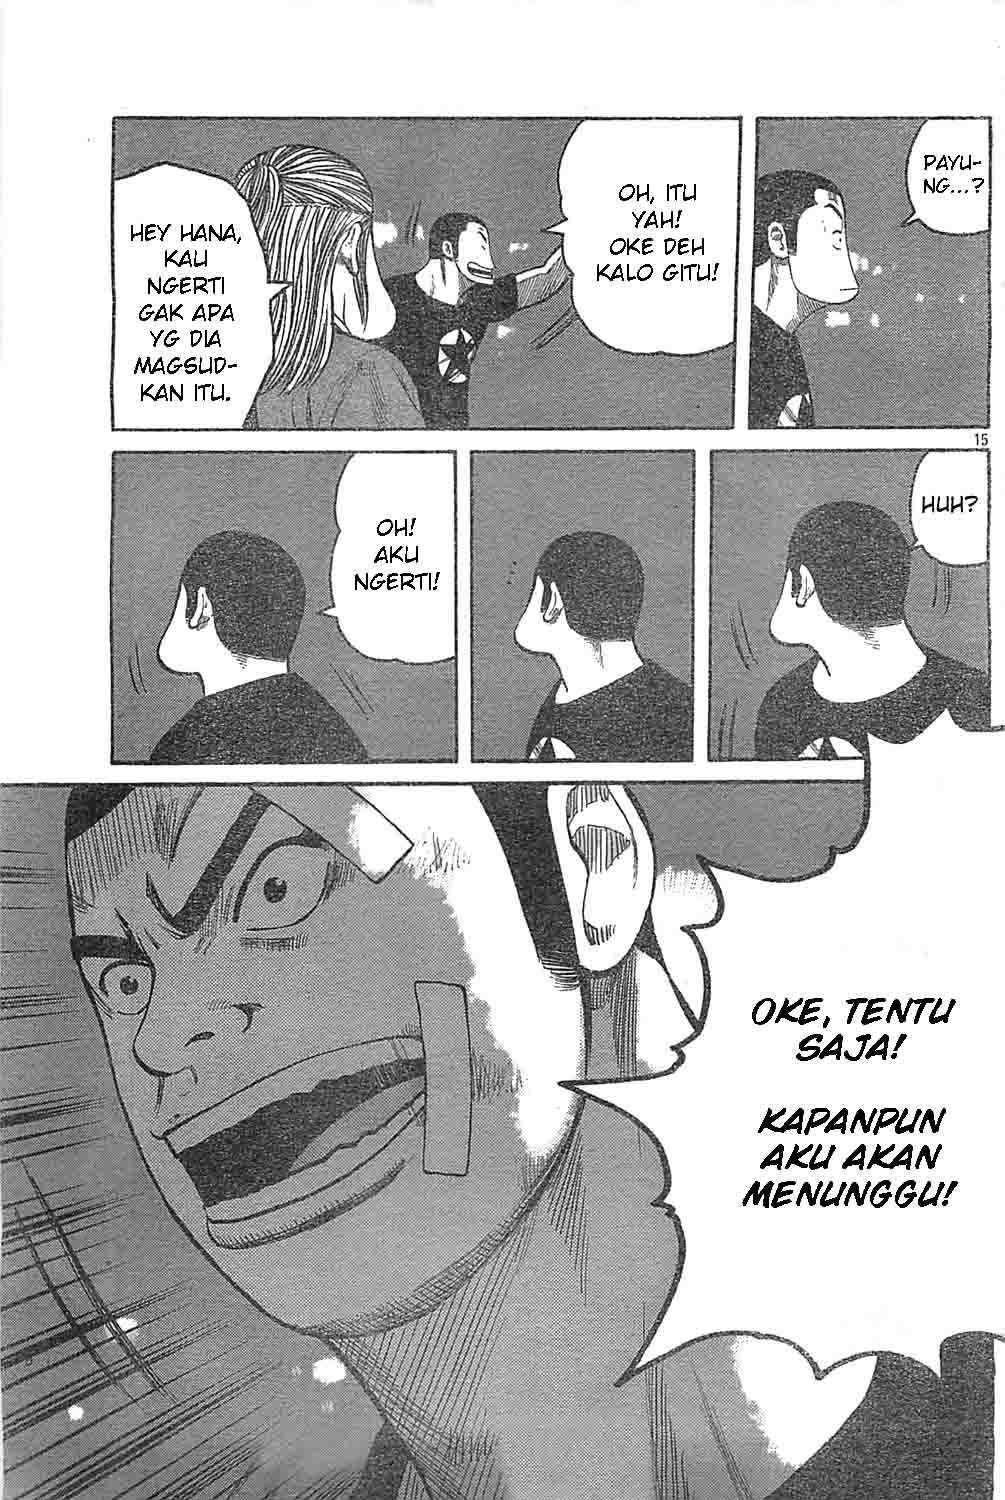 PAYU-
NG...?
OH, ITU
YAH!
OKE DEH
KALO GITU!
HEY HANA,
KAU
NGERTI
GAK APA
YG DIA
MAGSUD-
KAN ITU.
15
HUH?
OH!
AKU
NGERTI!
OKE, TENTU
SAJA!
KAPANPUN
AKU AKAN
MENUNGGU!